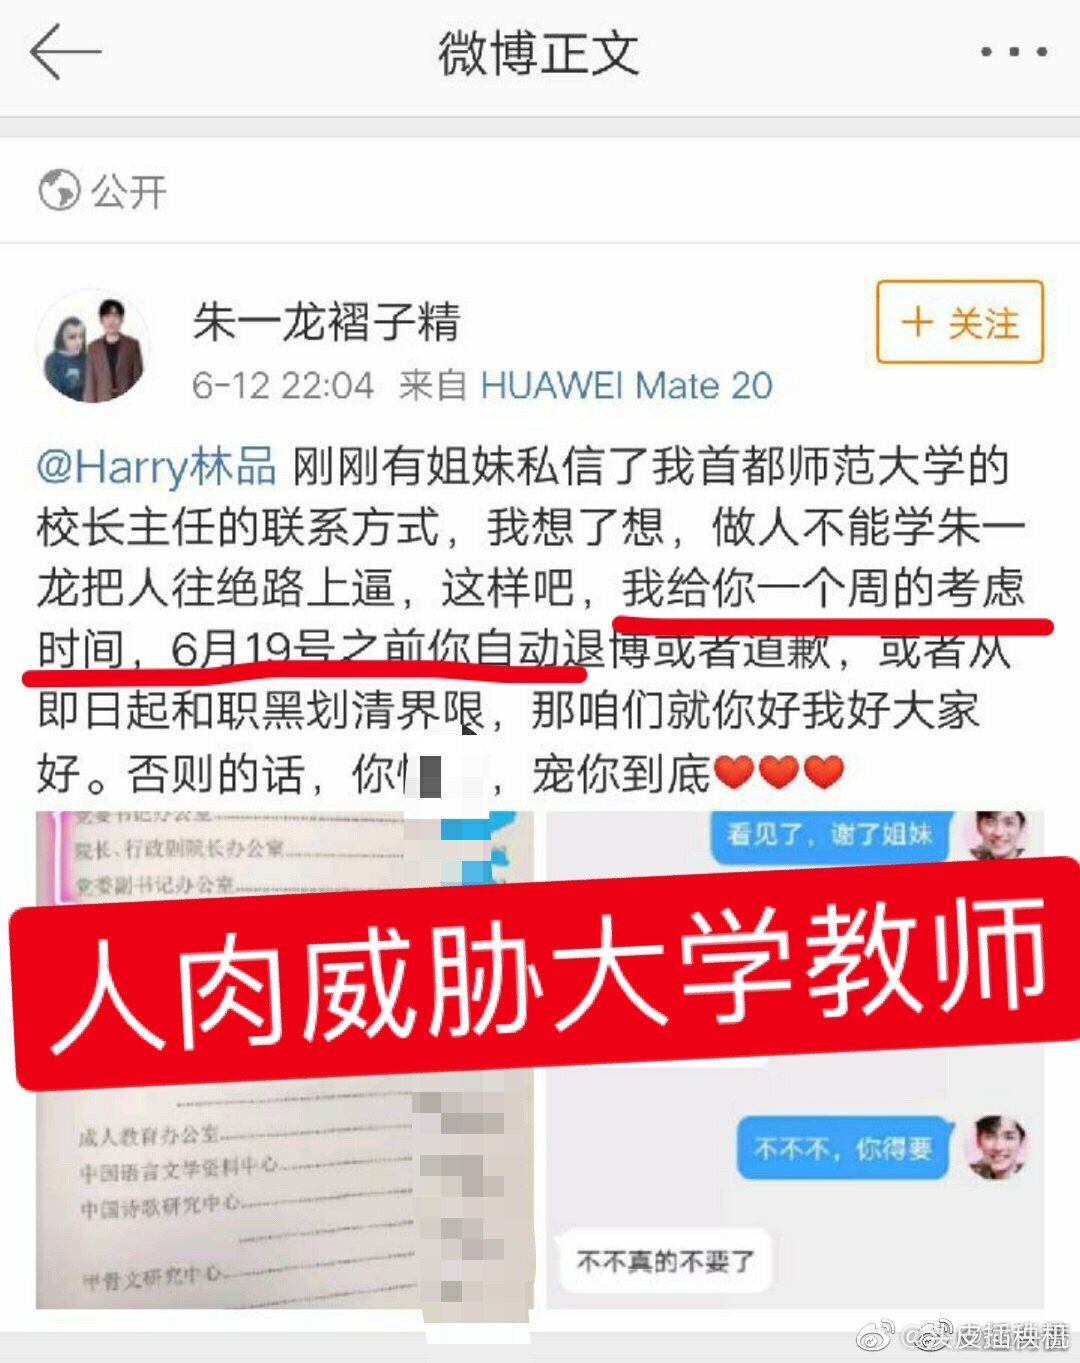 微博正文
公开
朱一龙褶子精
+ 关注
6-12 22:04 来自 HUAWEI Mate 20
@Harry林品 刚刚有姐妹私信了我首都师范大学的
校长主任的联系方式，我想了想，做人不能学朱一
龙把人往绝路上逼，这样吧，我给你一个周的考虑
时间，6月19号之前你自动退博或者道歉，或者从
即日起和职黑划清界限，那咱们就你好我好大家
好。否则的话，你，宠你到底❤❤❤
党委书记办公室
院长、行政副院长办公室
党委副书记办公室
看见了，谢了姐妹
人肉威胁大学教师
成人教育办公室
中国语言文学资料中心
中国诗歌研究中心
甲骨文研究中心
不不不，你得要
不不真的不要了